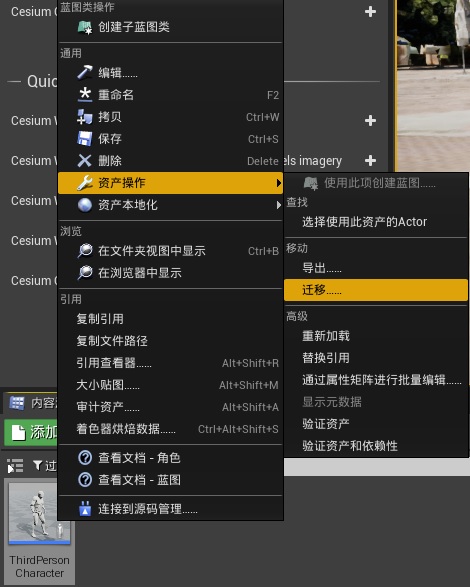 Cesium
Quic
Cesium W
Cesium W
els imagery
Cesium W
Cesium W
Cesium
蓝图类操作
创建子蓝图类
通用
编辑……
重命名 F2
拷贝 Ctrl+W
保存 Ctrl+S
删除 Delete
资产操作
资产本地化
浏览
在文件夹视图中显示 Ctrl+B
在浏览器中显示
引用
复制引用
复制文件路径
引用查看器…… Alt+Shift+R
大小贴图…… Alt+Shift+M
审计资产…… Alt+Shift+A
着色器烘焙数据…… Ctrl+Alt+Shift+S
查看文档 - 角色
查看文档 - 蓝图
连接到源码管理……
使用此项创建蓝图……
查找
选择使用此资产的Actor
移动
导出……
迁移……
高级
重新加载
替换引用
通过属性矩阵进行批量编辑……
显示元数据
验证资产
验证资产和依赖性
内容
添加
过
ThirdPerson
Character